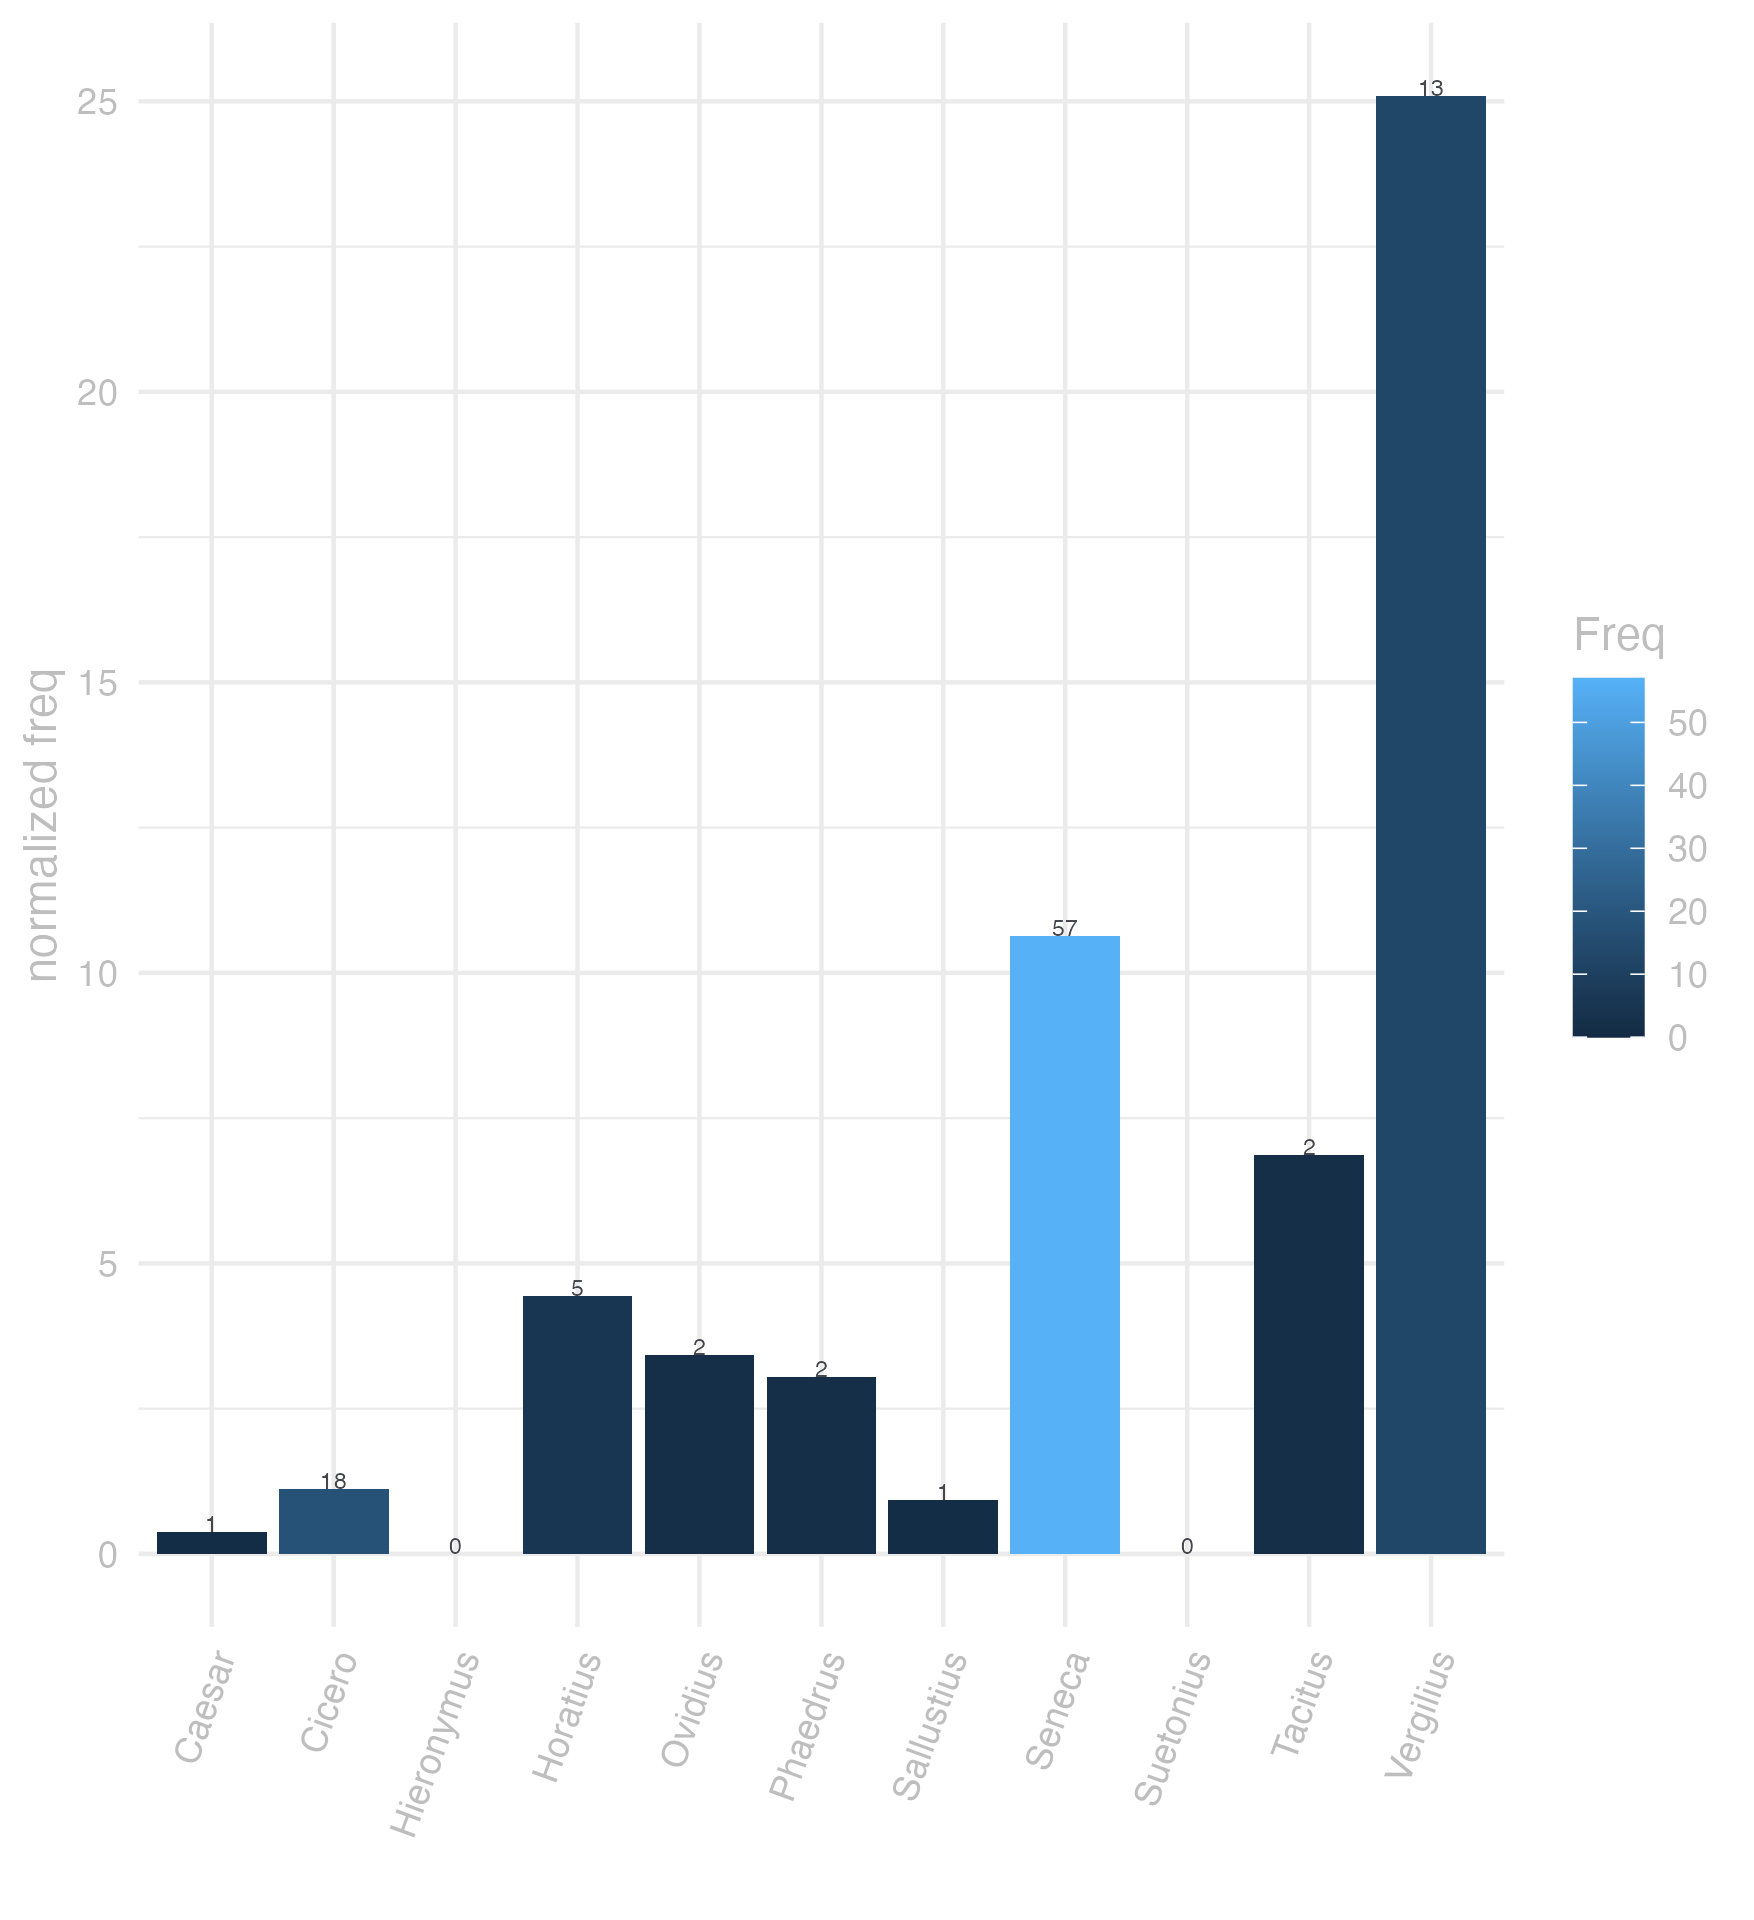 normalized freq
25
20
15
10
5
0
1
18
0
5
2
2
1
57
0
2
13
Caesar
Cicero
Hieronymus
Horatius
Ovidius
Phaedrus
Sallustius
Seneca
Suetonius
Tacitus
Vergilius
Freq
50
40
30
20
10
0